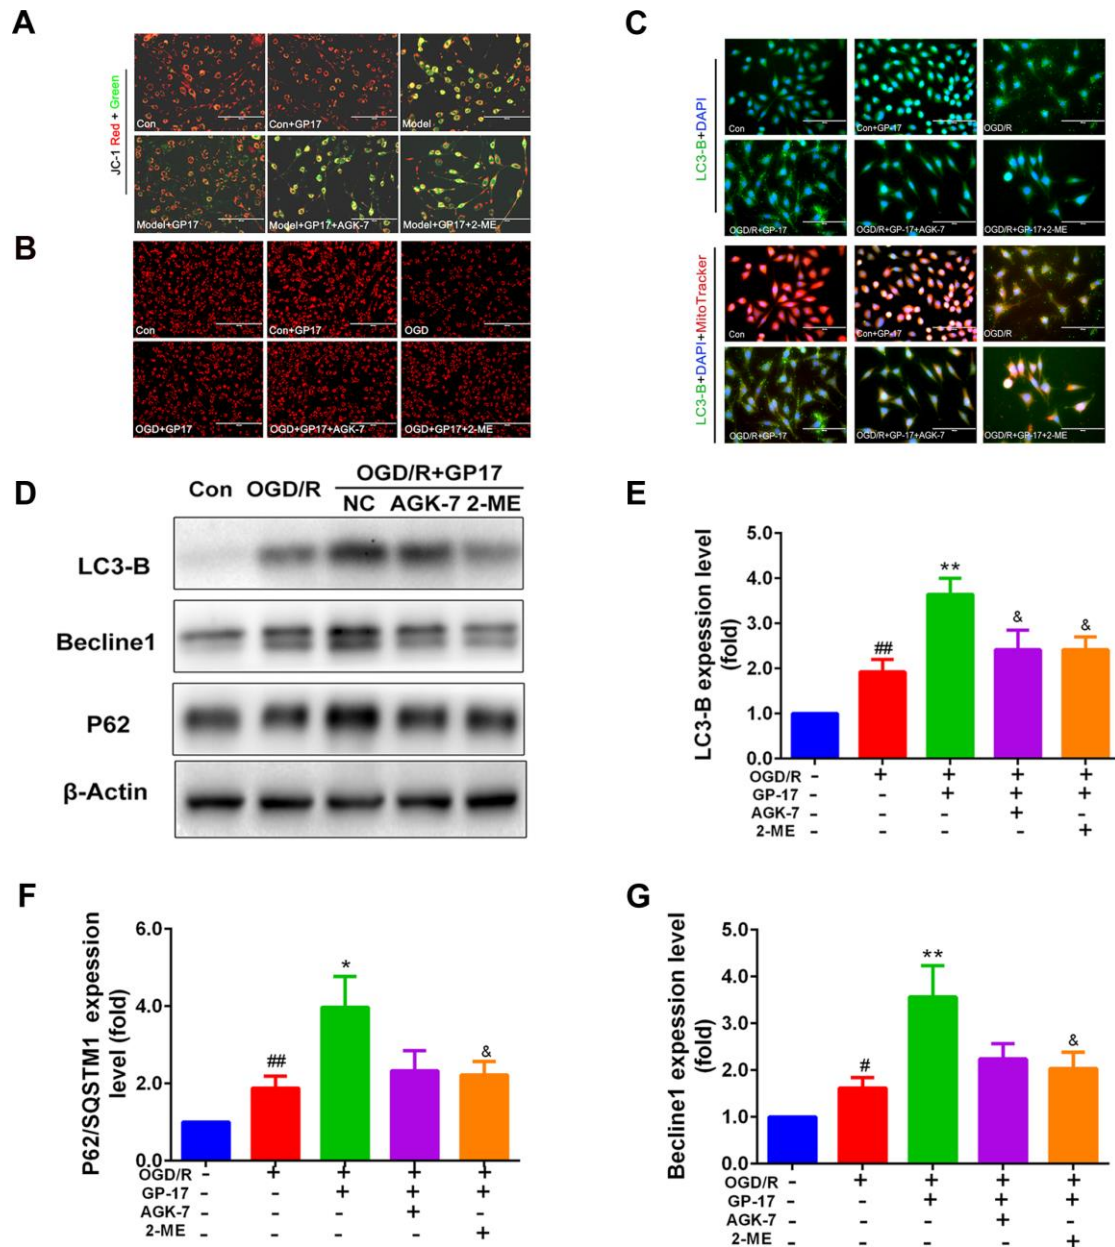 A
JC-1 Red + Green
Con
Con+GP17
Model
Model+GP17
Model+GP17+AGK-7
Model+GP17+2-ME
B
Con
Con+GP17
OGD
OGD+GP17
OGD+GP17+AGK-7
OGD+GP17+2-ME
C
LC3-B+DAPI
Con
Con+GP-17
OGD/R
OGD/R+GP-17
OGD/R+GP-17+AGK-7
OGD/R+GP-17+2-ME
LC3-B+DAPI+MitoTracker
Con
Con+GP-17
OGD/R
OGD/R+GP-17
OGD/R+GP-17+AGK-7
OGD/R+GP-17+2-ME
D
OGD/R+GP17
Con OGD/R NC AGK-7 2-ME
LC3-B
Becline1
P62
β-Actin
E
LC3-B expession level
(fold)
5.0
4.0
3.0
2.0
1.0
0.0
##
**
&
&
OGD/R - + + + +
GP-17 - - + + +
AGK-7 - - - + -
2-ME - - - - +
F
P62/SQSTM1 expession
level (fold)
6.0
4.0
2.0
0.0
##
*
&
OGD/R - + + + +
GP-17 - - + + +
AGK-7 - - - + -
2-ME - - - - +
G
Becline1 expession level
(fold)
5.0
4.0
3.0
2.0
1.0
0.0
#
**
&
OGD/R - + + + +
GP-17 - - + + +
AGK-7 - - - + -
2-ME - - - - +